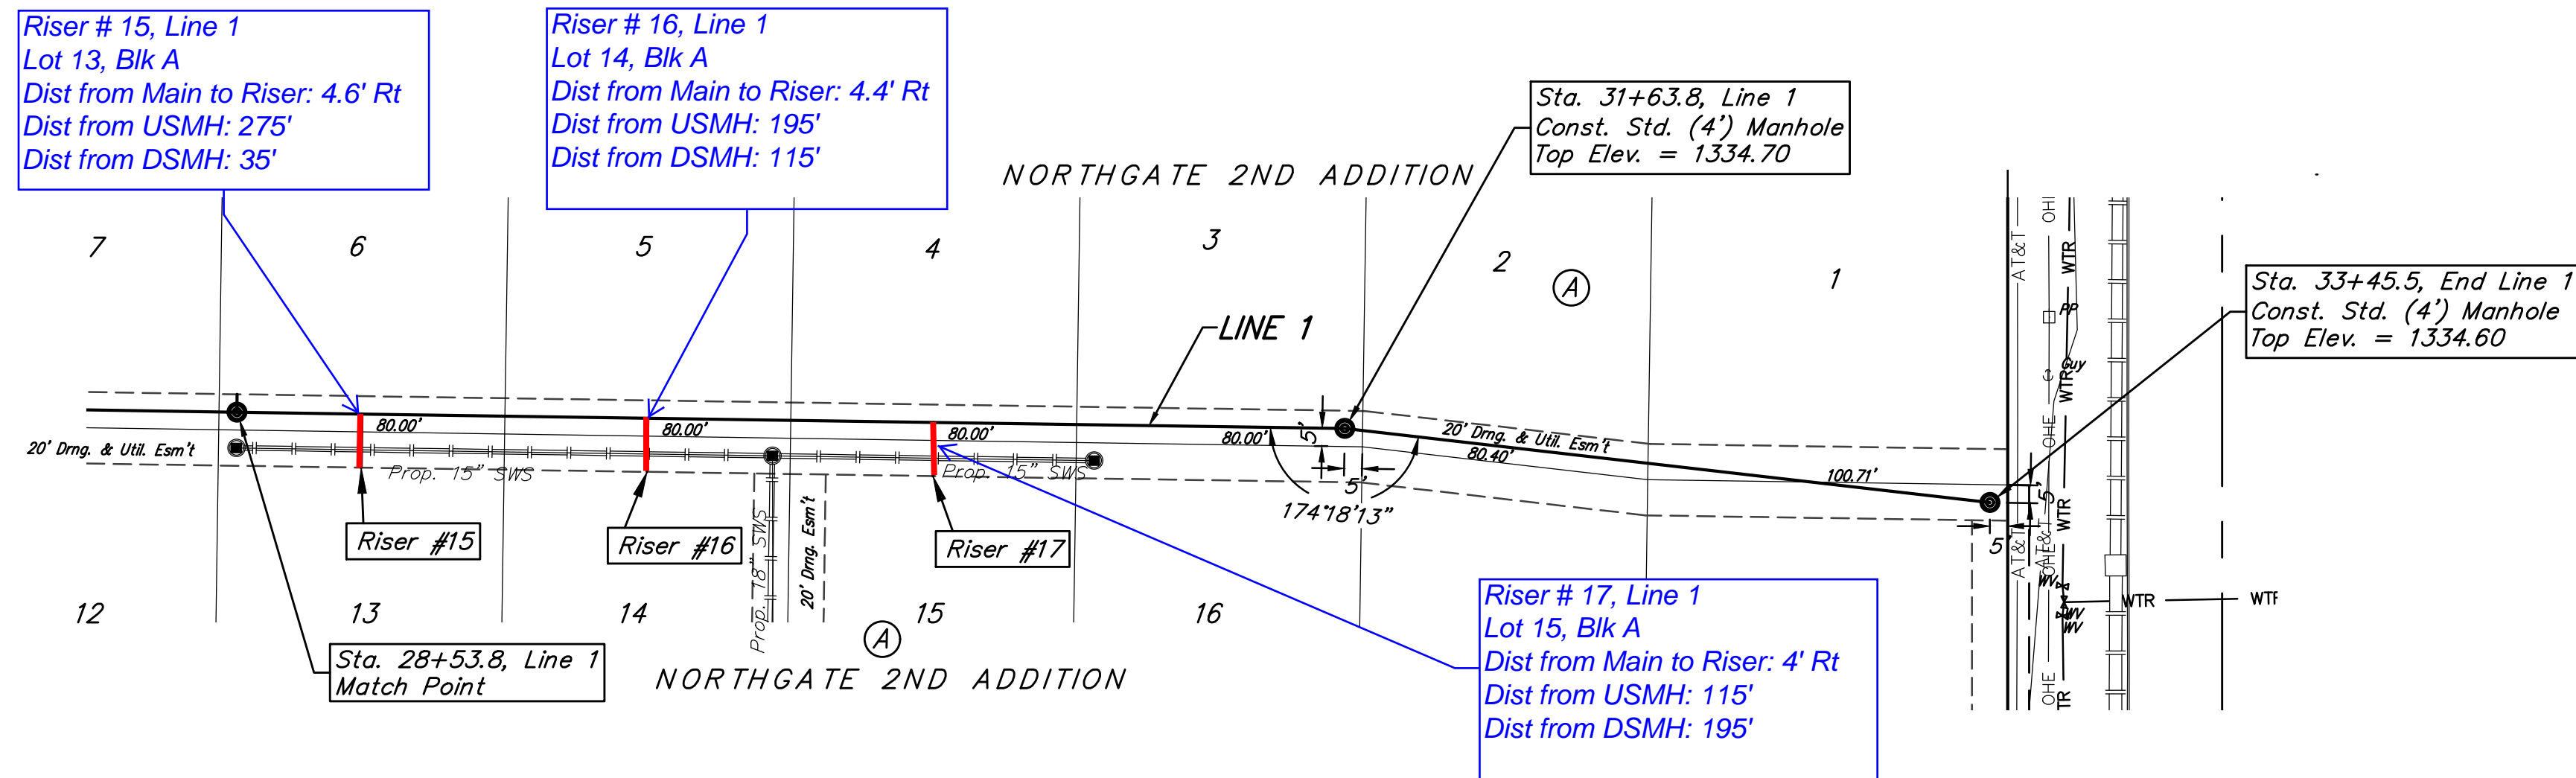 Riser # 15, Line 1
Lot 13, Blk A
Dist from Main to Riser: 4.6' Rt
Dist from USMH: 275'
Dist from DSMH: 35'
Riser # 16, Line 1
Lot 14, Blk A
Dist from Main to Riser: 4.4' Rt
Dist from USMH: 195'
Dist from DSMH: 115'
Sta. 31+63.8, Line 1
Const. Std. (4') Manhole
Top Elev. = 1334.70
NORTHGATE 2ND ADDITION
7
6
5
4
3
2
A
1
Sta. 33+45.5, End Line 1
Const. Std. (4') Manhole
Top Elev. = 1334.60
LINE 1
AT&T
OHE
WTR
PP
Guy
WTR
OHE
80.00'
80.00'
80.00'
80.00'
5'
20' Drng. & Util. Esm't
80.40'
100.71'
20' Drng. & Util. Esm't
Prop. 15" SWS
Prop. 15" SWS
5'
174°18'13"
5'
5'
WTR
AT&T
AT&T
OHE
Riser #15
Riser #16
Riser #17
Prop. 18" SWS
20' Drng. Esm't
WV
WV
WV
WTR
OHE
12
13
14
15
16
A
Sta. 28+53.8, Line 1
Match Point
NORTHGATE 2ND ADDITION
Riser # 17, Line 1
Lot 15, Blk A
Dist from Main to Riser: 4' Rt
Dist from USMH: 115'
Dist from DSMH: 195'